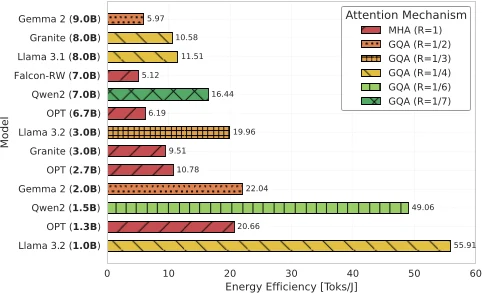 Attention Mechanism
MHA (R=1)
GQA (R=1/2)
GQA (R=1/3)
GQA (R=1/4)
GQA (R=1/6)
GQA (R=1/7)
Model
Gemma 2 (9.0B) 5.97
Granite (8.0B) 10.58
Llama 3.1 (8.0B) 11.51
Falcon-RW (7.0B) 5.12
Qwen2 (7.0B) 16.44
OPT (6.7B) 6.19
Llama 3.2 (3.0B) 19.96
Granite (3.0B) 9.51
OPT (2.7B) 10.78
Gemma 2 (2.0B) 22.04
Qwen2 (1.5B) 49.06
OPT (1.3B) 20.66
Llama 3.2 (1.0B) 55.91
0 10 20 30 40 50 60
Energy Efficiency [Toks/J]